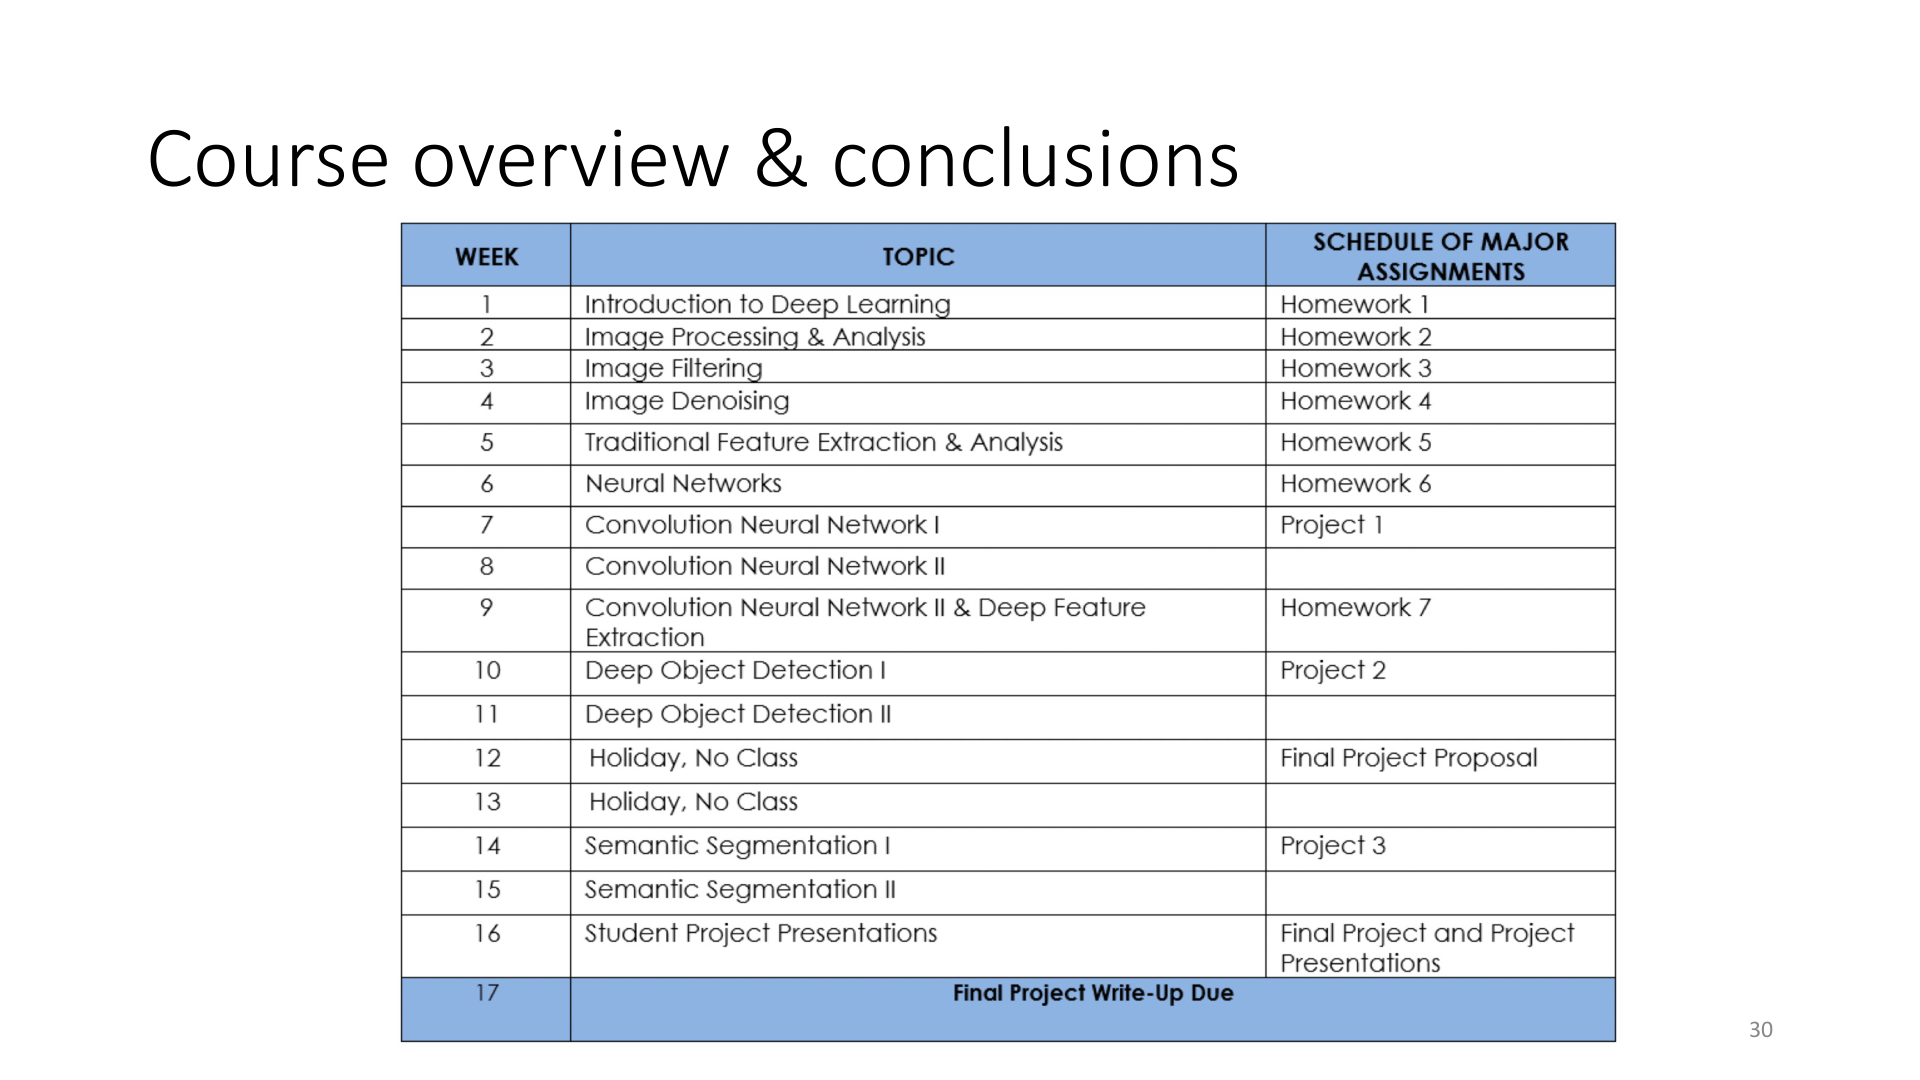 Course overview & conclusions
WEEK TOPIC SCHEDULE OF MAJOR ASSIGNMENTS
1 Introduction to Deep Learning Homework 1
2 Image Processing & Analysis Homework 2
3 Image Filtering Homework 3
4 Image Denoising Homework 4
5 Traditional Feature Extraction & Analysis Homework 5
6 Neural Networks Homework 6
7 Convolution Neural Network I Project 1
8 Convolution Neural Network II
9 Convolution Neural Network II & Deep Feature Extraction Homework 7
10 Deep Object Detection I Project 2
11 Deep Object Detection II
12 Holiday, No Class Final Project Proposal
13 Holiday, No Class
14 Semantic Segmentation I Project 3
15 Semantic Segmentation II
16 Student Project Presentations Final Project and Project Presentations
17 Final Project Write-Up Due
30